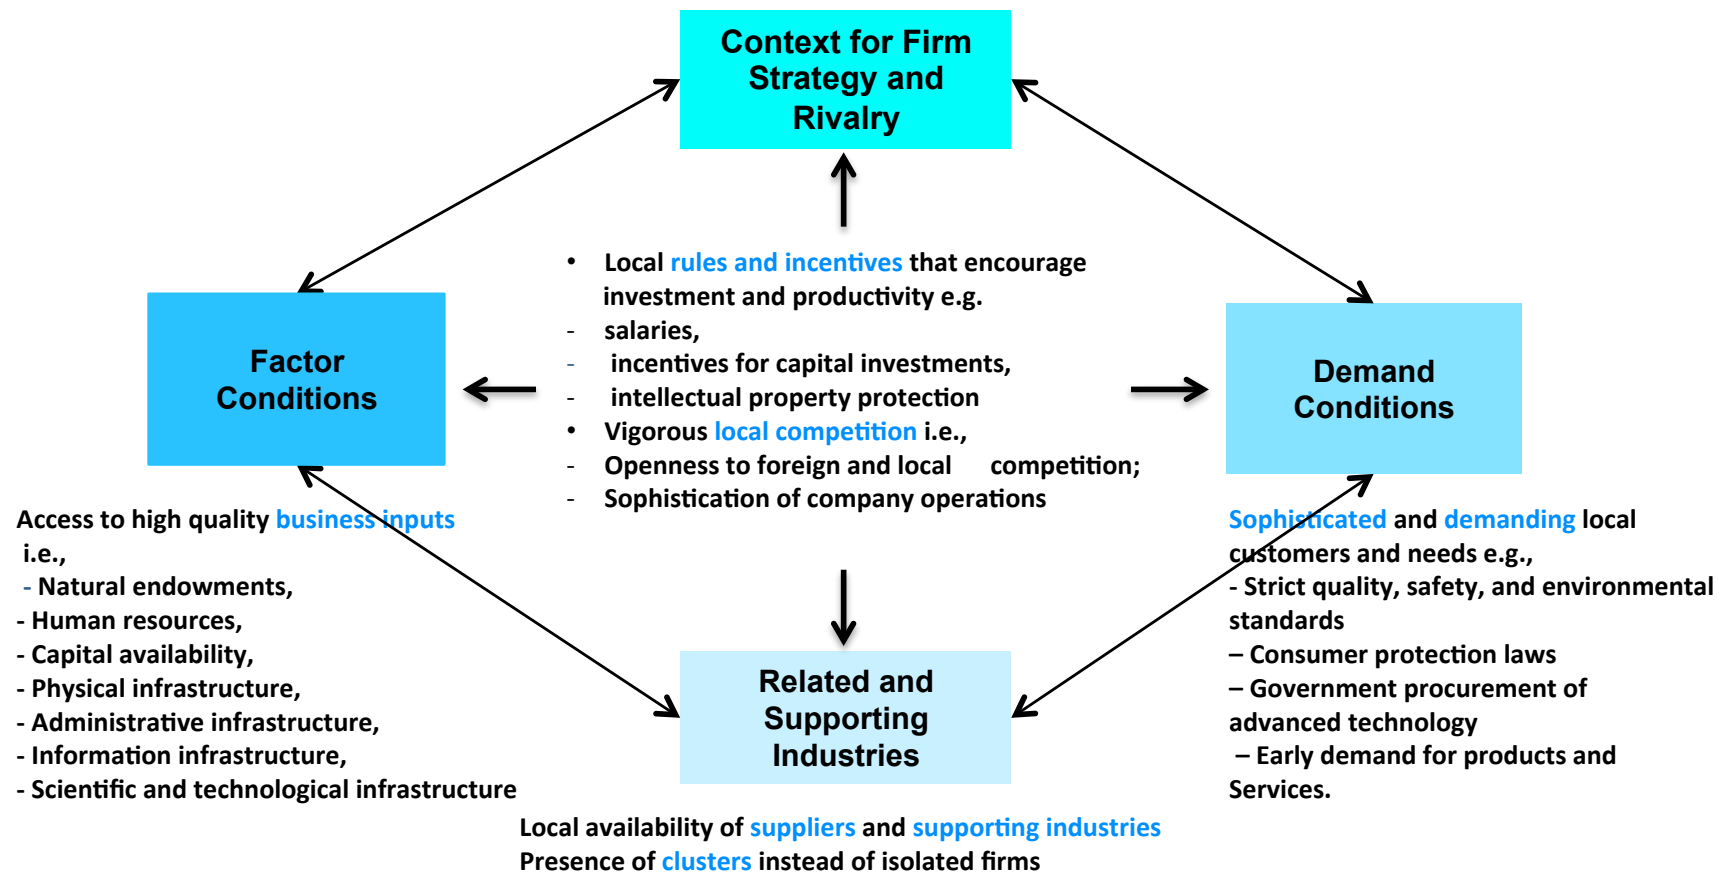 Context for Firm
Strategy and
Rivalry
• Local rules and incentives that encourage
investment and productivity e.g.
- salaries,
- incentives for capital investments,
- intellectual property protection
• Vigorous local competition i.e.,
- Openness to foreign and local competition;
- Sophistication of company operations
Factor
Conditions
Demand
Conditions
Access to high quality business inputs
i.e.,
- Natural endowments,
- Human resources,
- Capital availability,
- Physical infrastructure,
- Administrative infrastructure,
- Information infrastructure,
- Scientific and technological infrastructure
Sophisticated and demanding local
customers and needs e.g.,
- Strict quality, safety, and environmental
standards
– Consumer protection laws
– Government procurement of
advanced technology
– Early demand for products and
Services.
Related and
Supporting
Industries
Local availability of suppliers and supporting industries
Presence of clusters instead of isolated firms